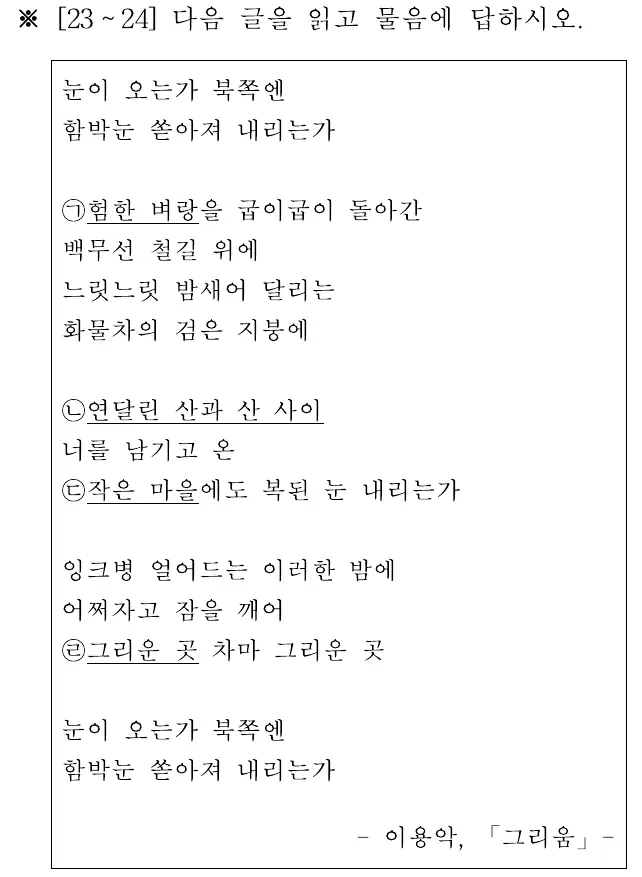 ※ [23~24] 다음 글을 읽고 물음에 답하시오.
눈이 오는가 북쪽엔
함박눈 쏟아져 내리는가
㉠험한 벼랑을 굽이굽이 돌아간
백무선 철길 위에
느릿느릿 밤새어 달리는
화물차의 검은 지붕에
㉡연달린 산과 산 사이
너를 남기고 온
㉢작은 마을에도 복된 눈 내리는가
잉크병 얼어드는 이러한 밤에
어쩌자고 잠을 깨어
㉣그리운 곳 차마 그리운 곳
눈이 오는가 북쪽엔
함박눈 쏟아져 내리는가
- 이용악, 「그리움」-